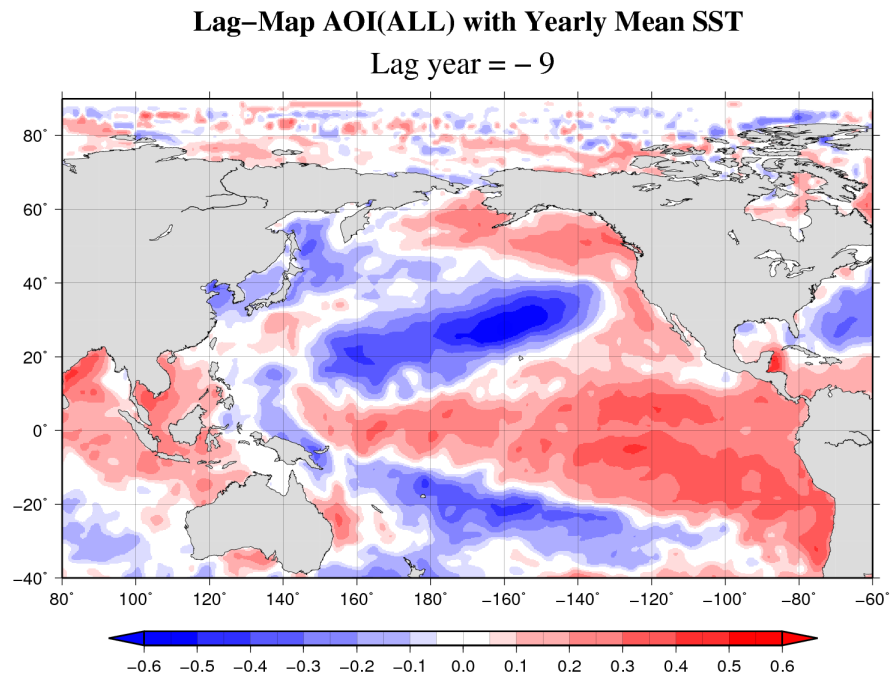 Lag−Map AOI(ALL) with Yearly Mean SST
Lag year = − 9
80˚
60˚
40˚
20˚
0˚
−20˚
−40˚
80˚ 100˚ 120˚ 140˚ 160˚ 180˚ −160˚ −140˚ −120˚ −100˚ −80˚ −60˚
−0.6 −0.5 −0.4 −0.3 −0.2 −0.1 0.0 0.1 0.2 0.3 0.4 0.5 0.6